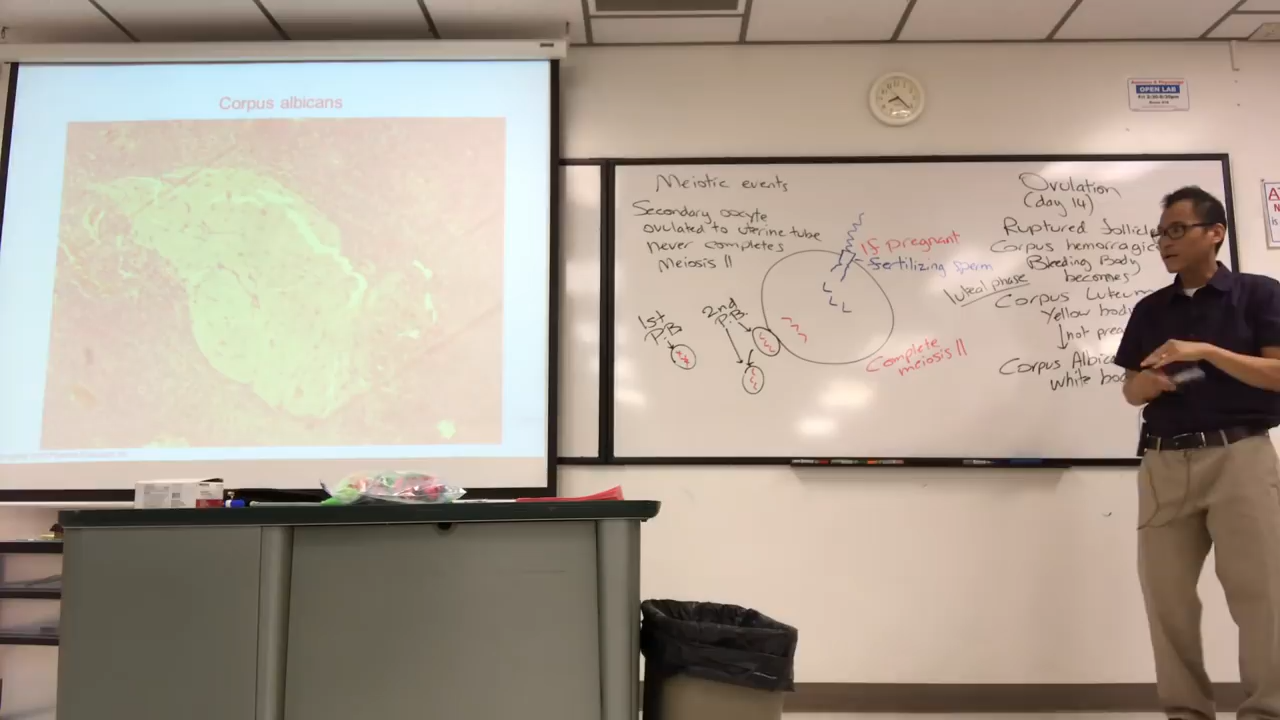 Corpus albicans
OPEN LAB
Meiotic events
Secondary oocyte
ovulated to uterine tube
never completes
Meiosis II
1st
P.B
2nd
P.B.
If pregnant
fertilizing sperm
Complete
meiosis II
Ovulation
(day 14)
Ruptured follicle
Corpus hemorragic
Bleeding Body
becomes
luteal phase
Corpus Luteum
Yellow body
not preg
Corpus Albica
white bod